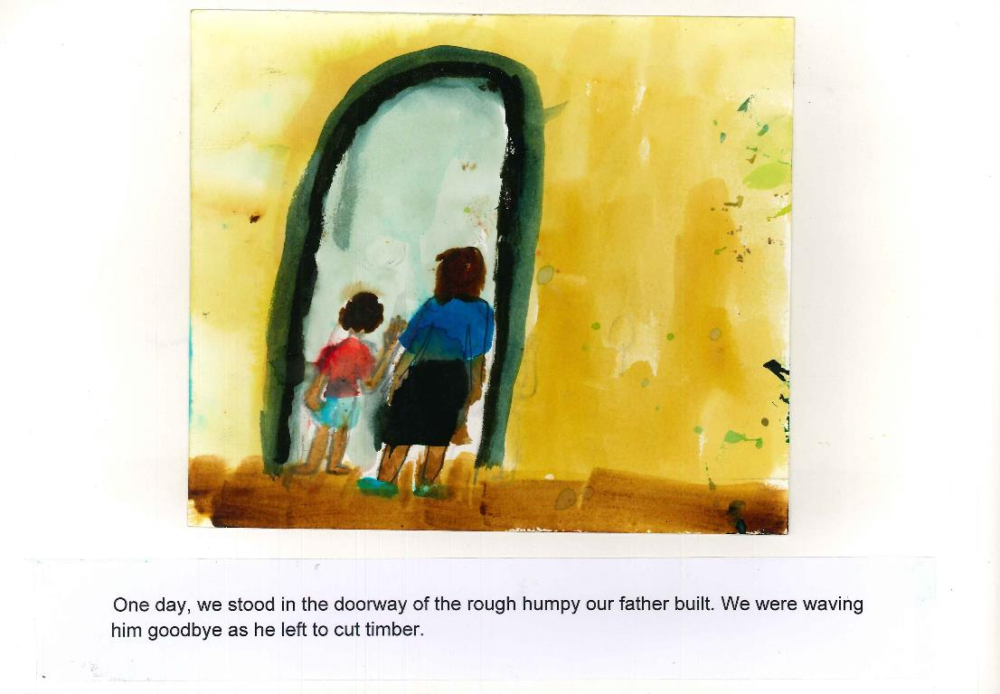 One day, we stood in the doorway of the rough humpy our father built. We were waving
him goodbye as he left to cut timber.